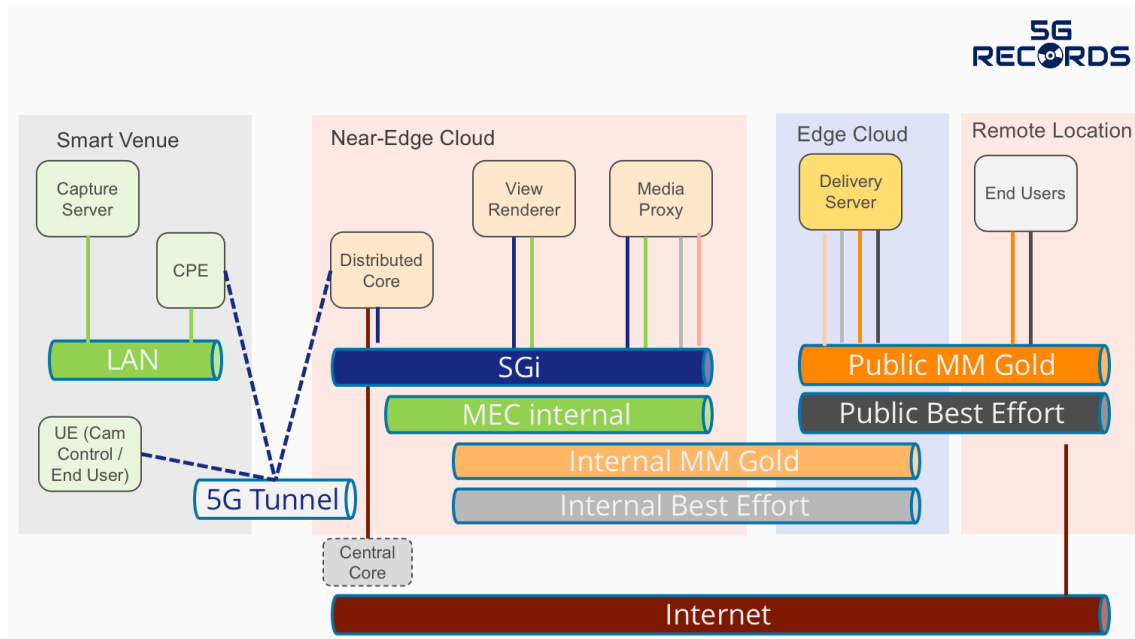 5G
RECORDS
Smart Venue
Near-Edge Cloud
Edge Cloud
Remote Location
Capture
Server
CPE
View
Renderer
Media
Proxy
Delivery
Server
End Users
Distributed
Core
LAN
SGi
Public MM Gold
MEC internal
Public Best Effort
UE (Cam
Control /
End User)
Internal MM Gold
5G Tunnel
Internal Best Effort
Central
Core
Internet